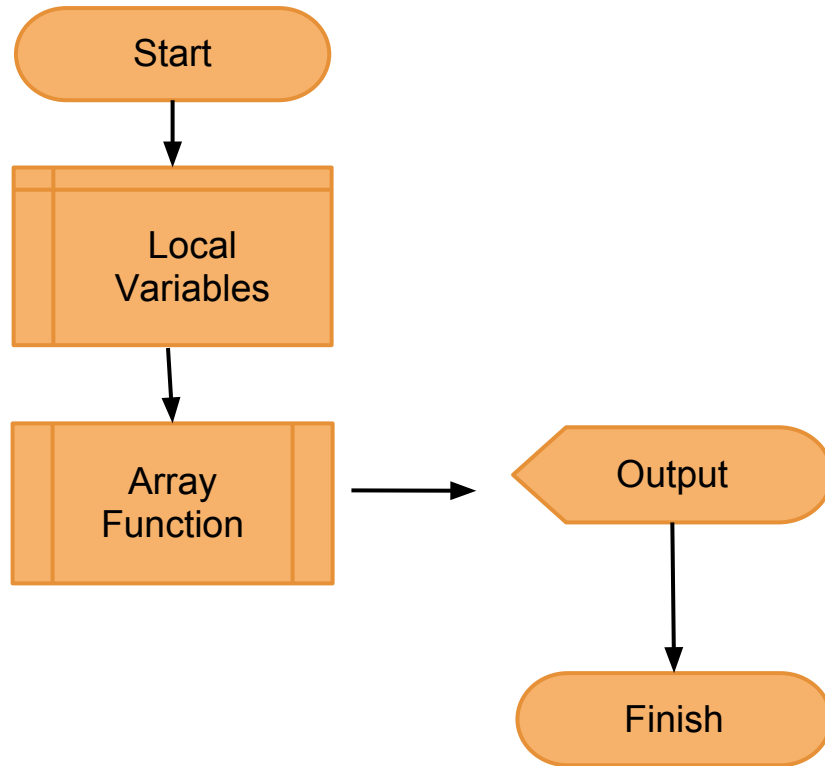 Start
Local
Variables
Array
Function
Output
Finish